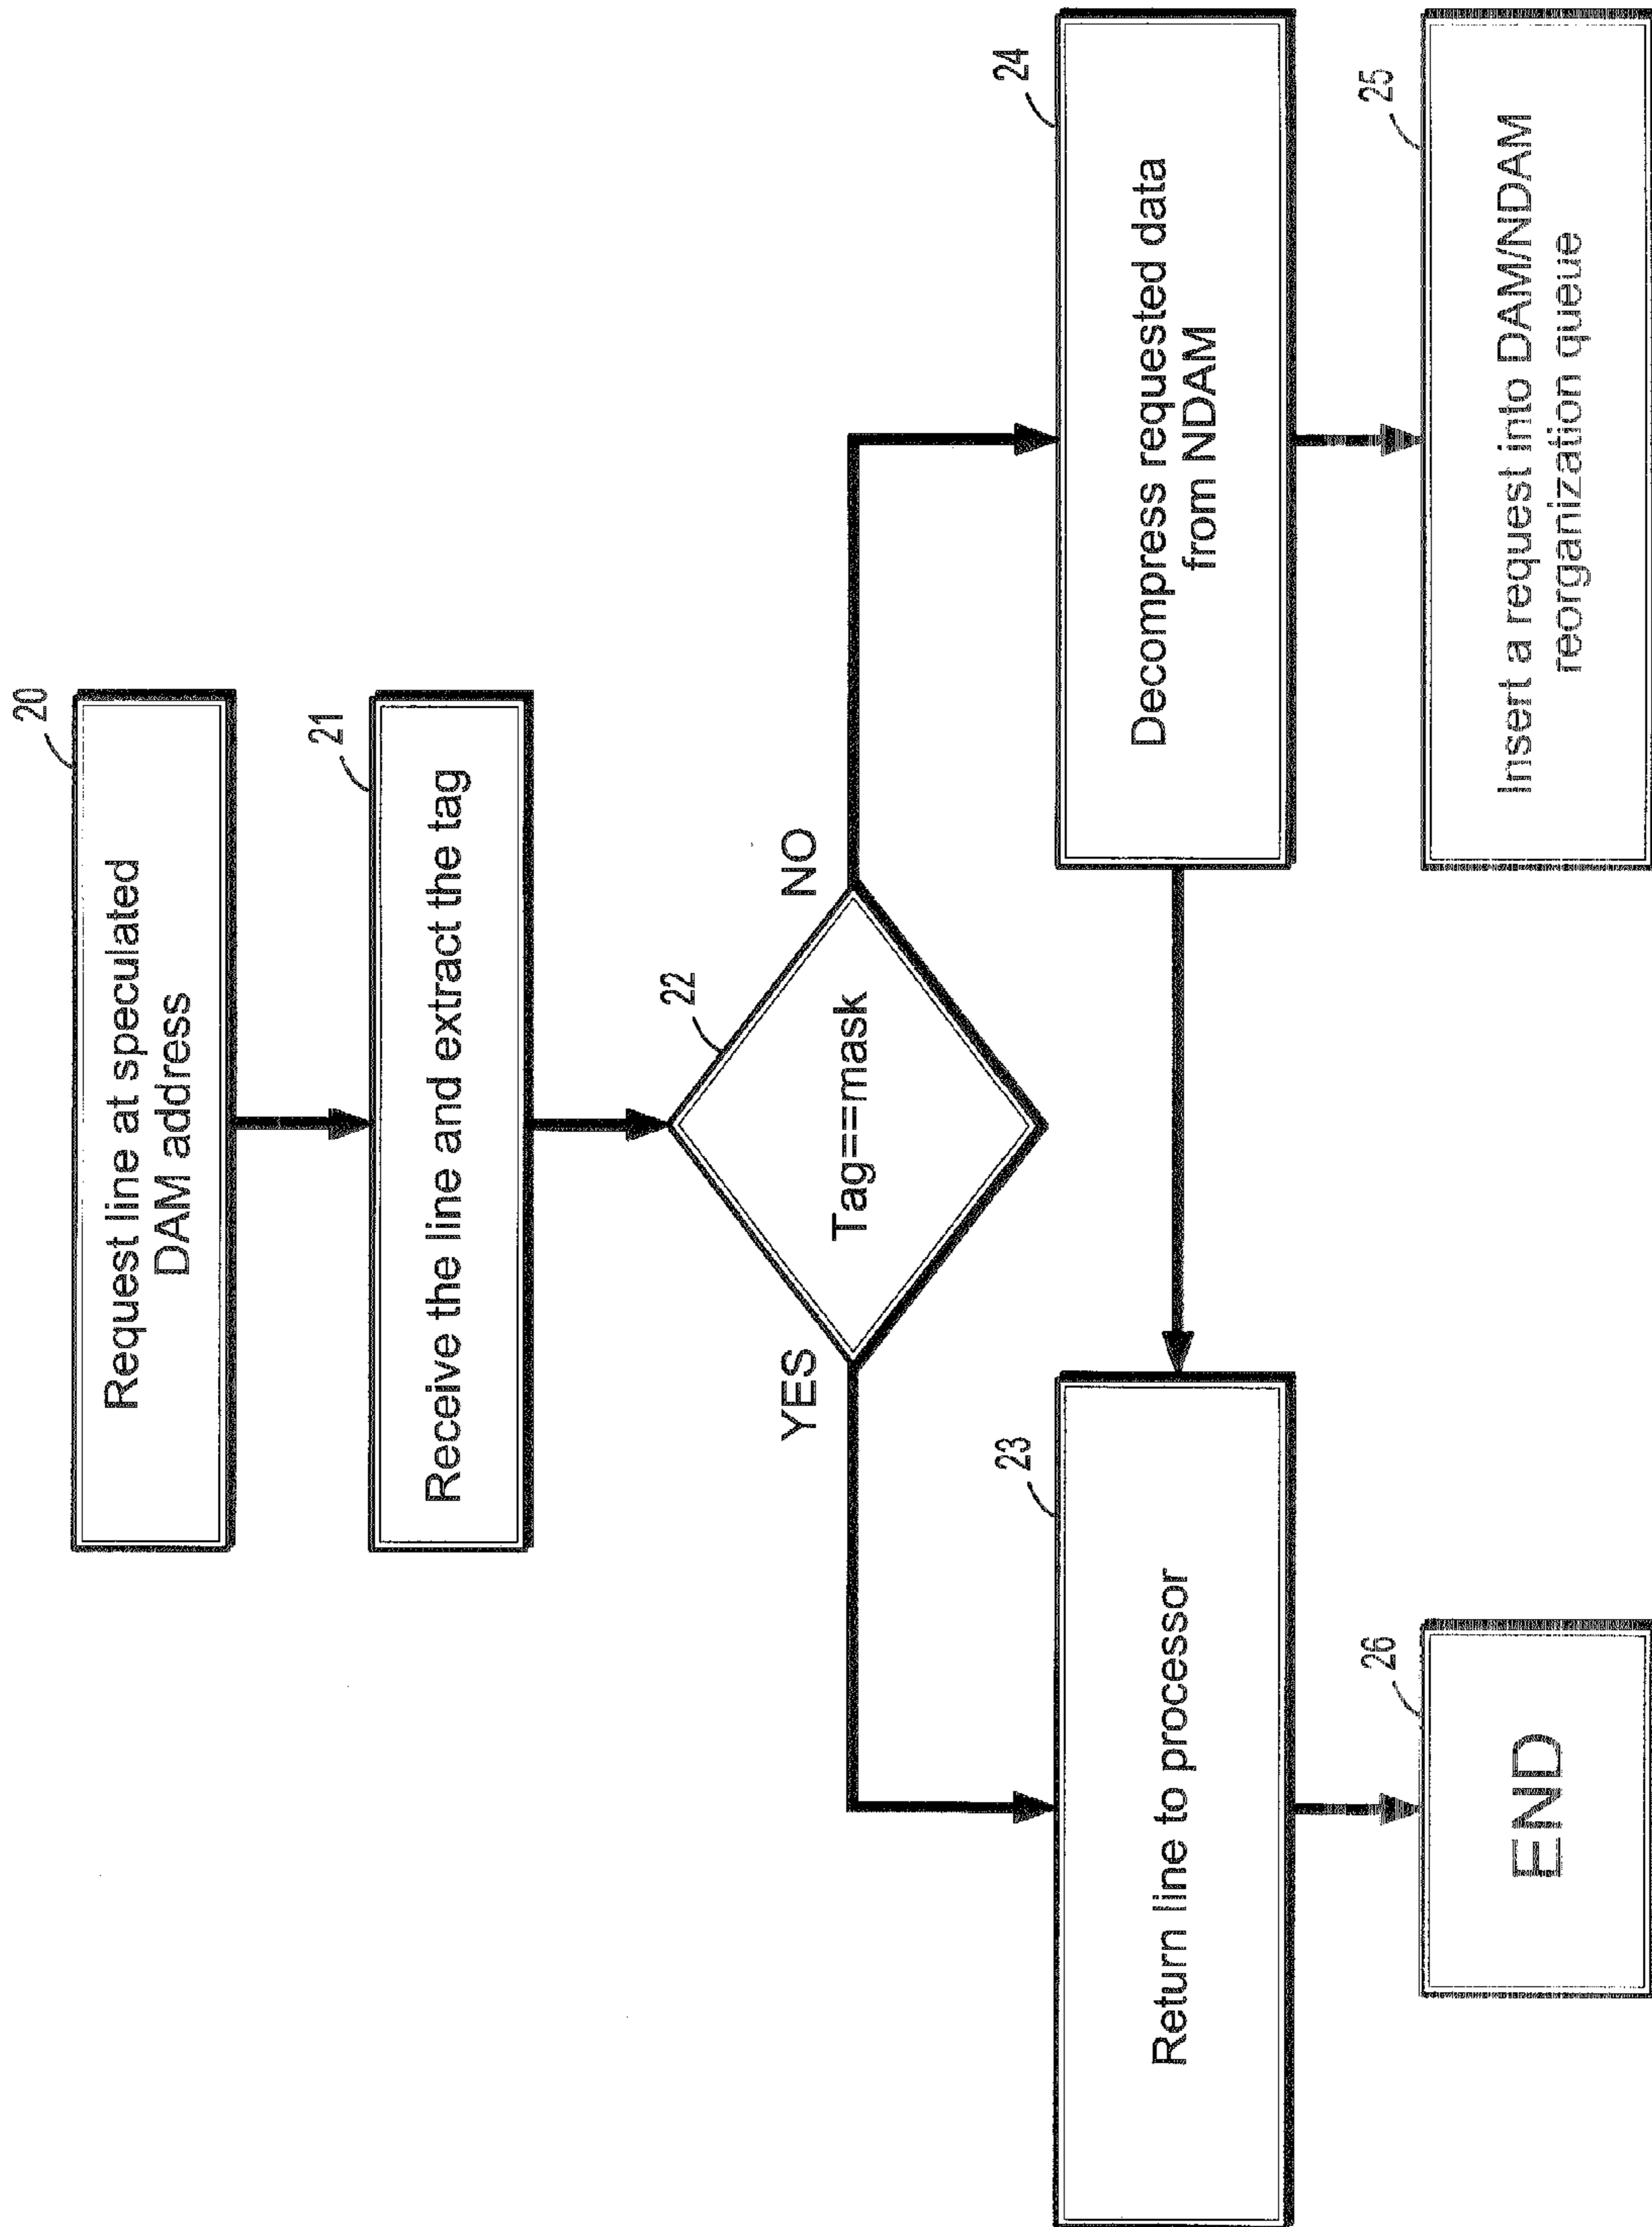 20
Request line at speculated
DAM address
21
Receive the line and extract the tag
22
Tag==mask
YES
NO
23
Return line to processor
24
Decompress requested data
from NDAM
26
END
25
Insert a request into DAM/NDAM
reorganization queue